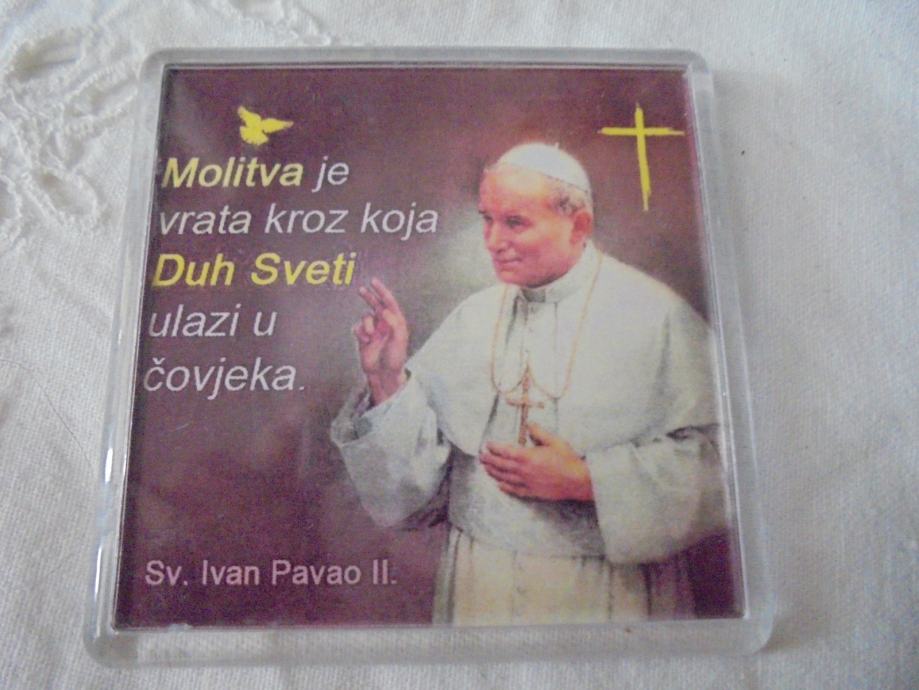 Molitva je
vrata kroz koja
Duh Sveti
ulazi u
čovjeka.
Sv. Ivan Pavao II.